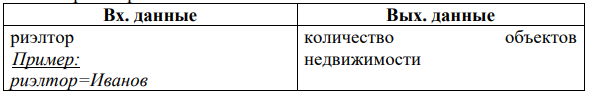 Вх. данные Вых. данные
риэлтор количество объектов
Пример: недвижимости
риэлтор=Иванов